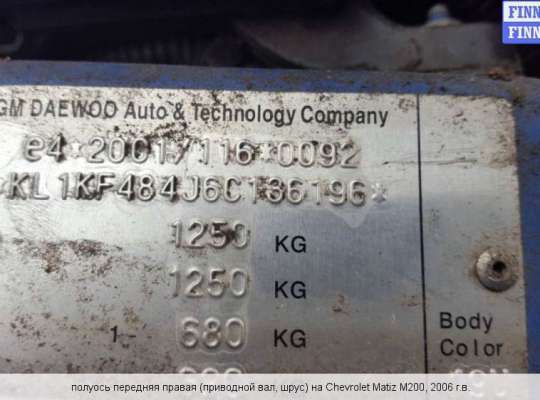 FINN
FINN
GM DAEWOO Auto & Technology Company
e4*2001/116*0092
*KL1KF484J6C136196*
1250 KG
1250 KG
1- 680 KG
Body
Color
полуось передняя правая (приводной вал, шрус) на Chevrolet Matiz M200, 2006 г.в.